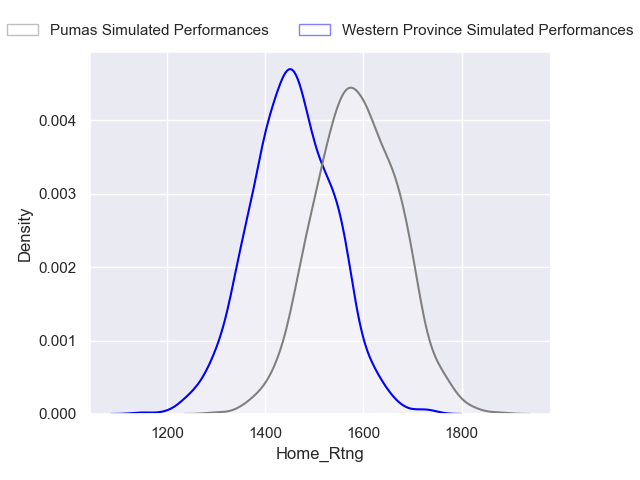 Pumas Simulated Performances
Western Province Simulated Performances
0.004
0.003
0.002
0.001
0.000
Density
1200
1400
1600
1800
Home_Rtng